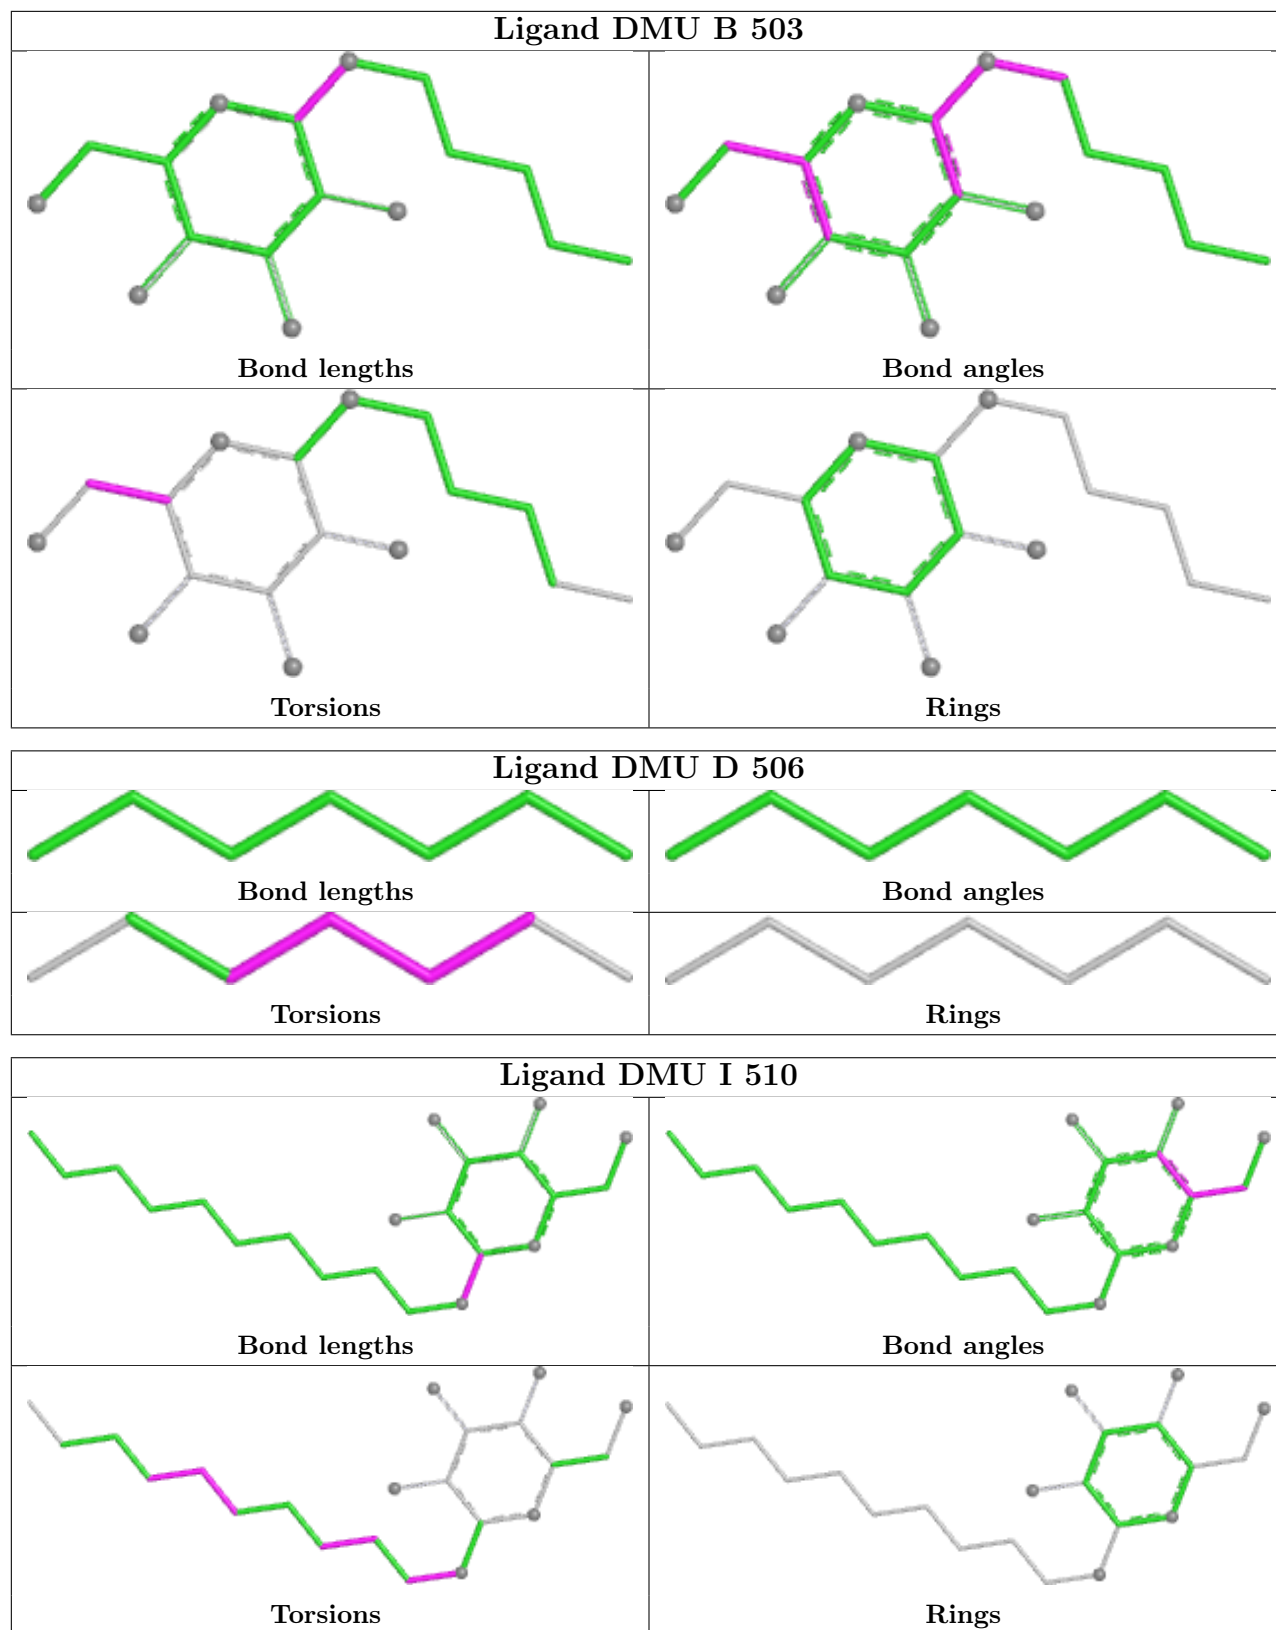 Ligand DMU B 503
Bond lengths
Bond angles
Torsions
Rings
Ligand DMU D 506
Bond lengths
Bond angles
Torsions
Rings
Ligand DMU I 510
Bond lengths
Bond angles
Torsions
Rings